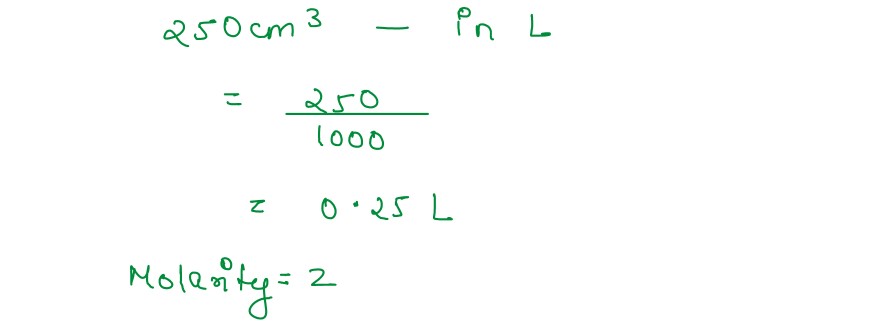 250cm³ — in L
= 250
1000
= 0.25 L
Molarity = 2